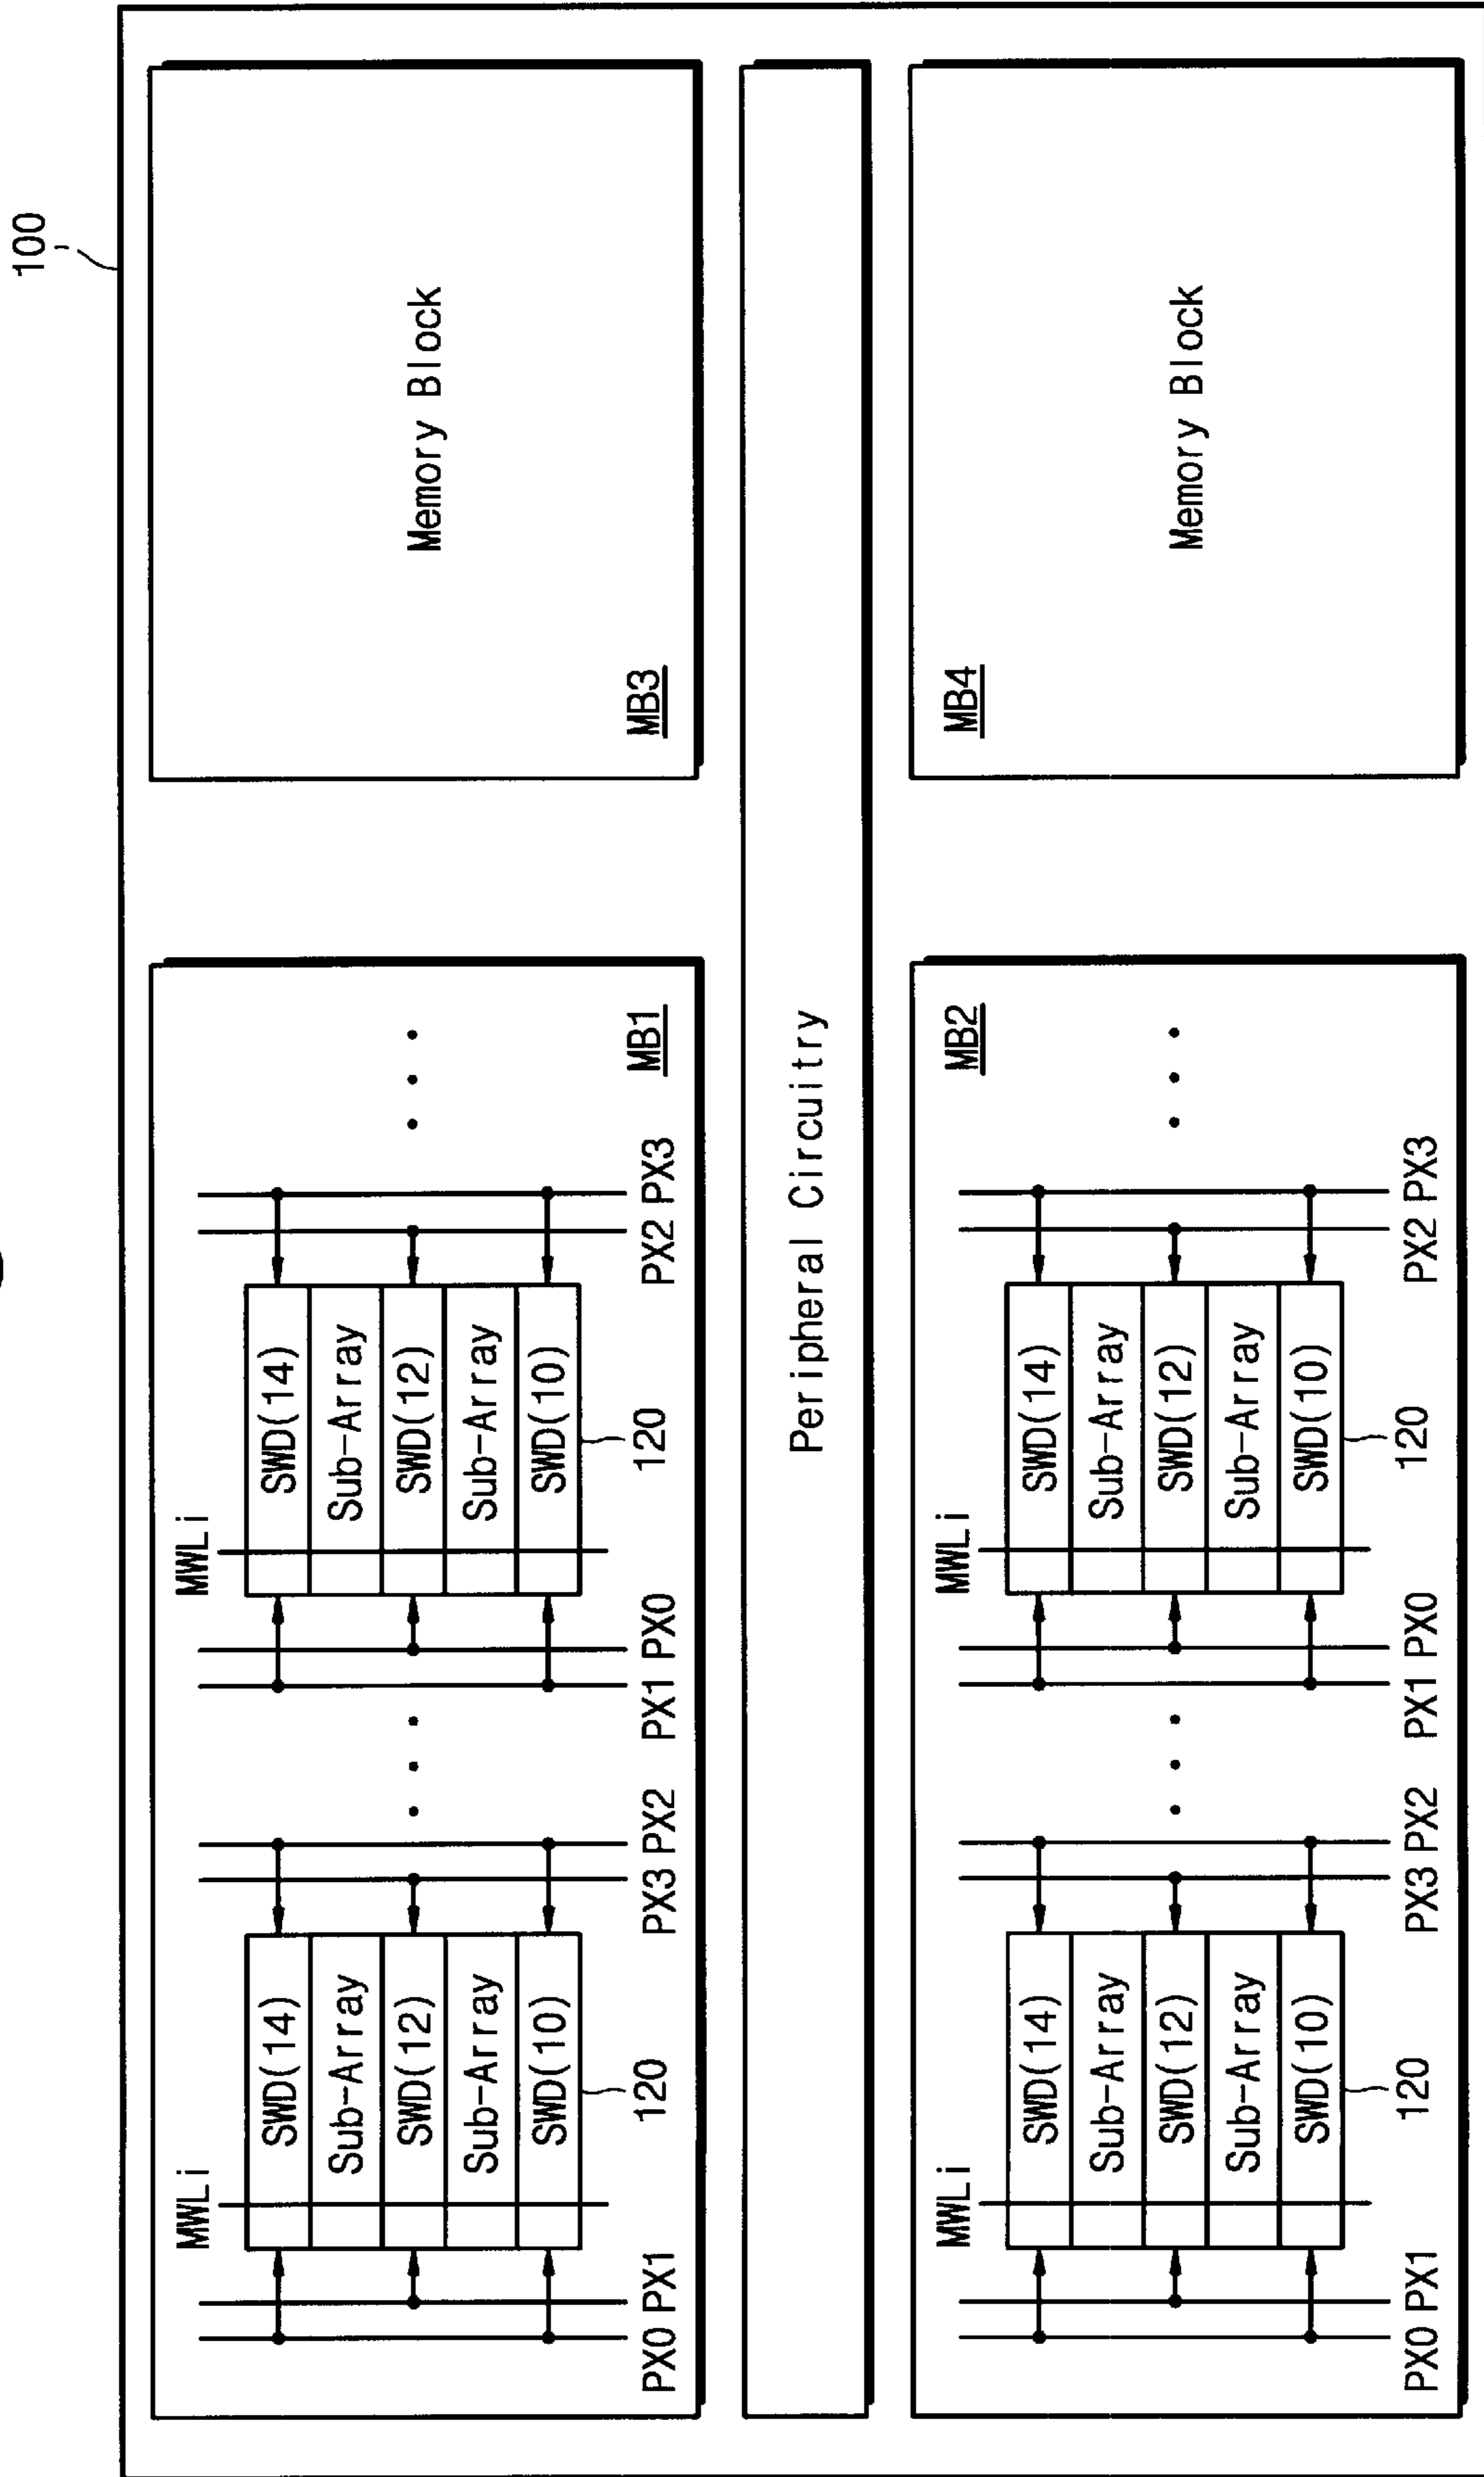 100
MWLi
MWLi
SWD(14)
Sub-Array
SWD(12)
Sub-Array
SWD(10)
120
SWD(14)
Sub-Array
SWD(12)
Sub-Array
SWD(10)
120
PX0 PX1
PX3 PX2
PX1 PX0
PX2 PX3
MB1
Memory Block
MB3
Peripheral Circuitry
MB2
MWLi
MWLi
SWD(14)
Sub-Array
SWD(12)
Sub-Array
SWD(10)
120
SWD(14)
Sub-Array
SWD(12)
Sub-Array
SWD(10)
120
PX0 PX1
PX3 PX2
PX1 PX0
PX2 PX3
MB4
Memory Block